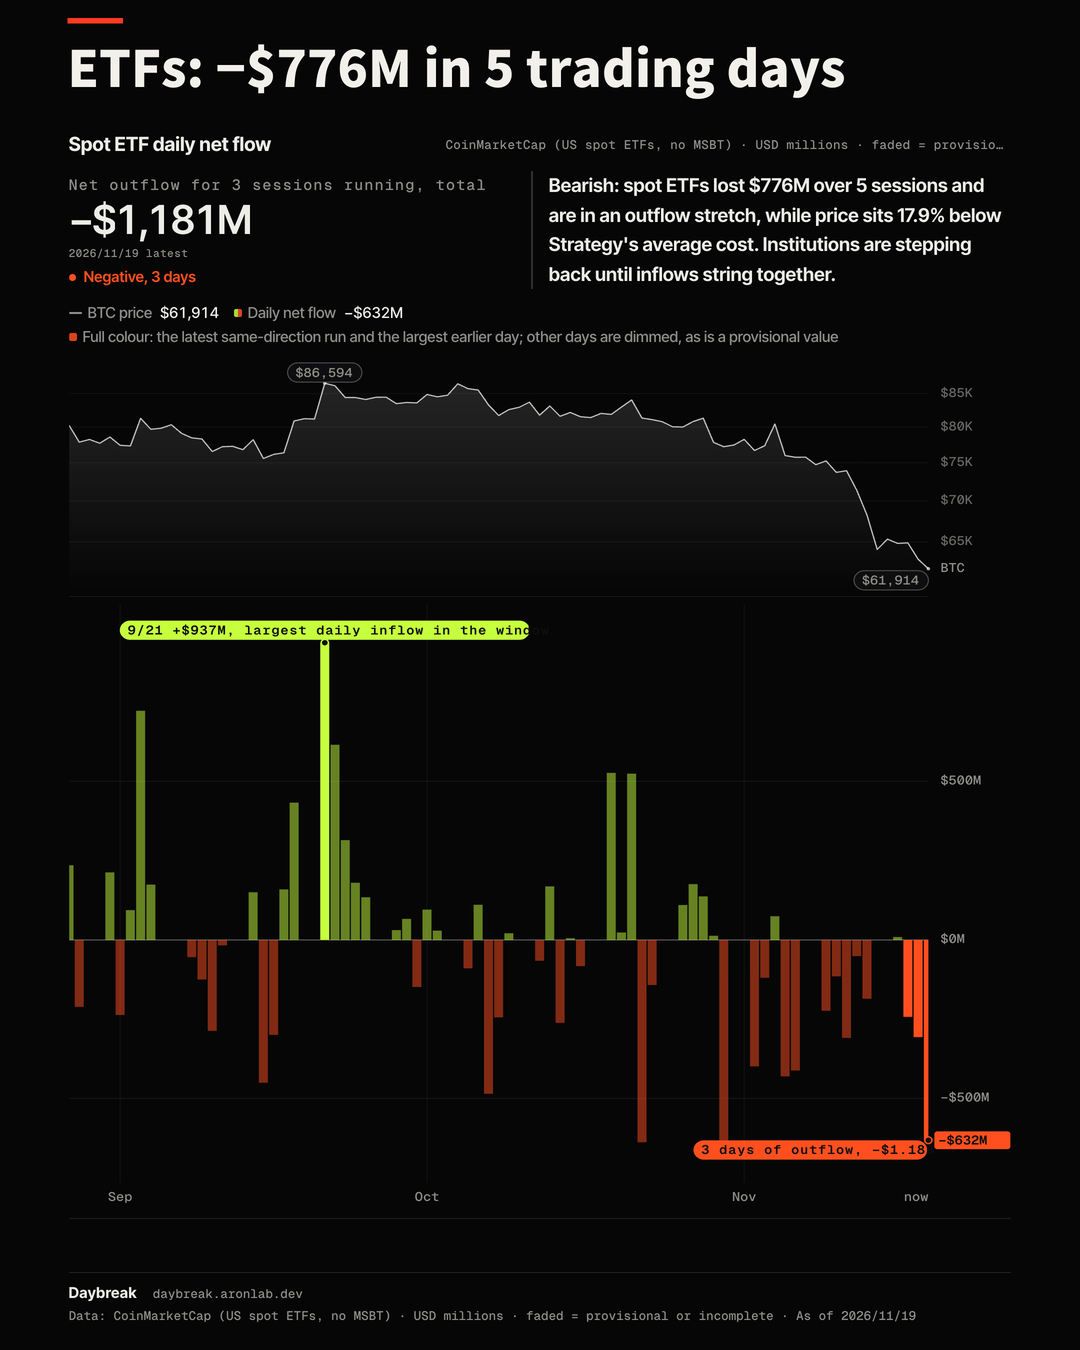 ETFs: −$776M in 5 trading days
Spot ETF daily net flow
CoinMarketCap (US spot ETFs, no MSBT) · USD millions · faded = provisio…
Net outflow for 3 sessions running, total
−$1,181M
2026/11/19 latest
Negative, 3 days
Bearish: spot ETFs lost $776M over 5 sessions and
are in an outflow stretch, while price sits 17.9% below
Strategy's average cost. Institutions are stepping
back until inflows string together.
BTC price $61,914 Daily net flow −$632M
Full colour: the latest same-direction run and the largest earlier day; other days are dimmed, as is a provisional value
$86,594
$85K
$80K
$75K
$70K
$65K
BTC
$61,914
9/21 +$937M, largest daily inflow in the window
$500M
$0M
−$500M
−$632M
3 days of outflow, −$1.18
Sep
Oct
Nov
now
Daybreak daybreak.aronlab.dev
Data: CoinMarketCap (US spot ETFs, no MSBT) · USD millions · faded = provisional or incomplete · As of 2026/11/19